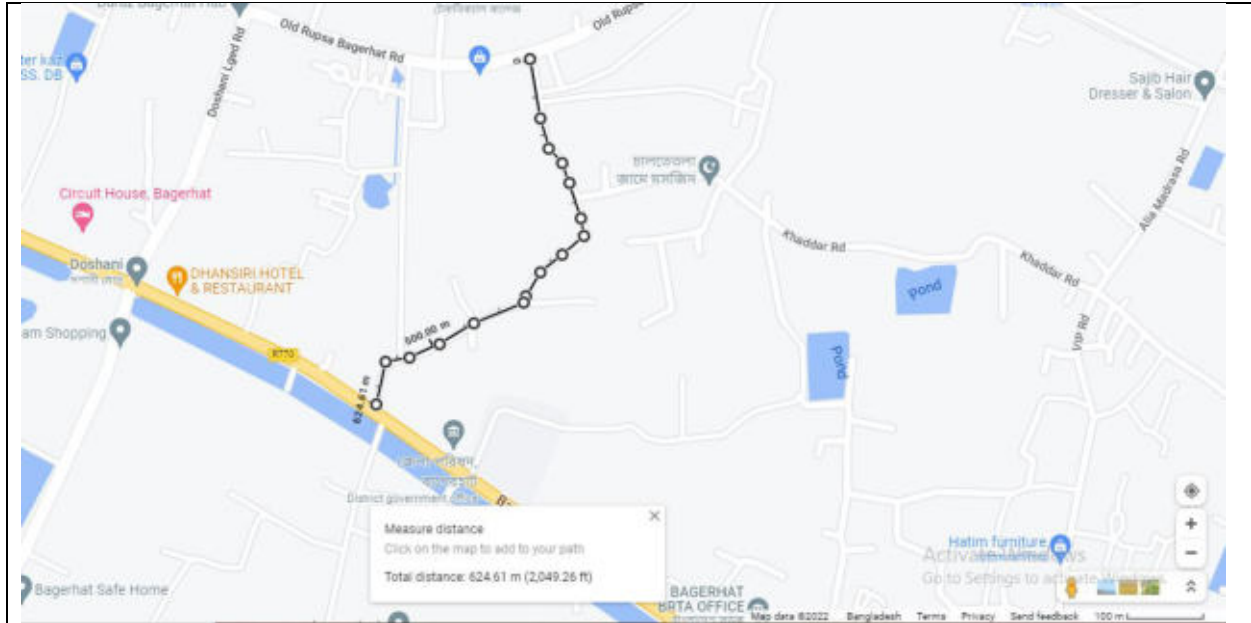 Old Rupsa Bagerhat Rd
Old Rupsa
Doshani Lged Rd
SS. DB
Sajib Hair
Dresser & Salon
Alia Madrasa Rd
Circuit House, Bagerhat
Khaddar Rd
Khaddar Rd
Doshani
DHANSIRI HOTEL
& RESTAURANT
Pond
am Shopping
500.00 m
R770
VIP Rd
Pond
624.61 m
District government office
Measure distance
Click on the map to add to your path
Total distance: 624.61 m (2,049.26 ft)
Hatim furniture
Activate Windows
Go to Settings to activate Windows.
Bagerhat Safe Home
BAGERHAT
BRTA OFFICE
Map data ©2022 Bangladesh Terms Privacy Send feedback 100 m